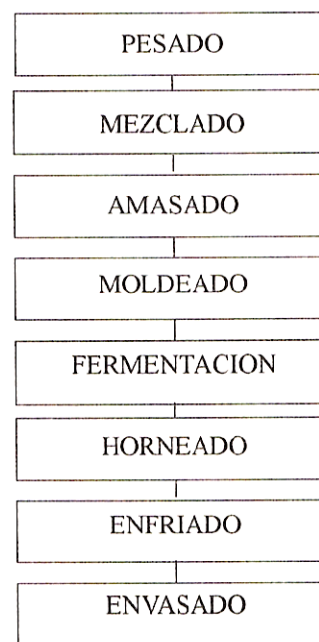 PESADO
MEZCLADO
AMASADO
MOLDEADO
FERMENTACION
HORNEADO
ENFRIADO
ENVASADO